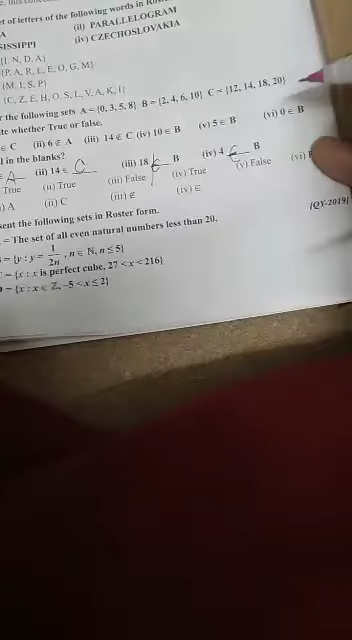 et of letters of the following words in Roster
A (ii) PARALLELOGRAM
SISSIPPI (iv) CZECHOSLOVAKIA
{I, N, D, A}
{P, A, R, L, E, O, G, M}
{M, I, S, P}
{C, Z, E, H, O, S, L, V, A, K, I}
r the following sets A = {0, 3, 5, 8} B = {2, 4, 6, 10} C = {12, 14, 18, 20}
te whether True or false.
∈ C (ii) 6 ∉ A (iii) 14 ∉ C (iv) 10 ∈ B (v) 5 ∈ B (vi) 0 ∈ B
l in the blanks?
∈ A (ii) 14 ∈ C (iii) 18 B (iv) 4 ∈ B
True (ii) True (iii) False (iv) True (v) False (vi) F
) A (ii) C (iii) ∉ (iv) ∈
sent the following sets in Roster form. [QY-2019]
= The set of all even natural numbers less than 20.
= {y : y = 1/2n, n ∈ ℕ, n ≤ 5}
= {x : x is perfect cube, 27 < x < 216}
= {x : x ∈ ℤ, -5 < x ≤ 2}